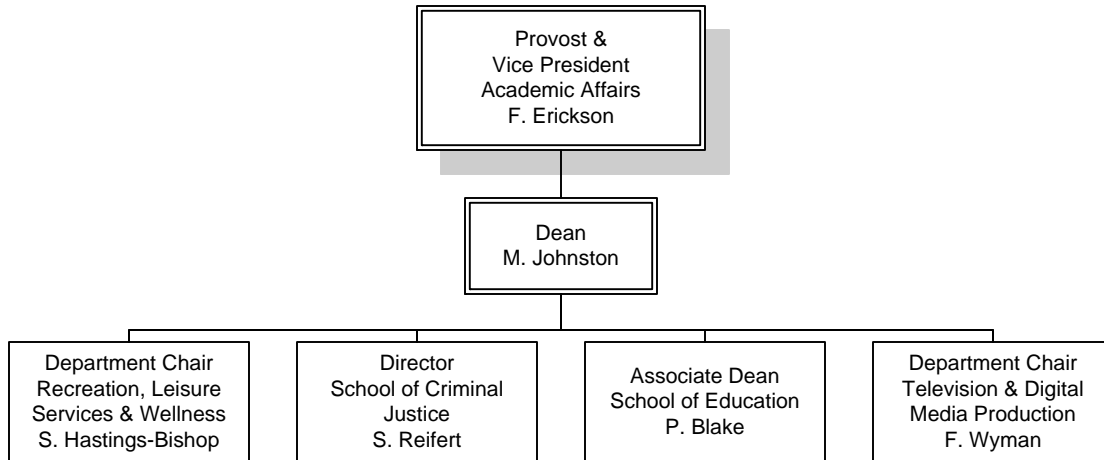 Provost &
Vice President
Academic Affairs
F. Erickson
Dean
M. Johnston
Department Chair
Recreation, Leisure
Services & Wellness
S. Hastings-Bishop
Director
School of Criminal
Justice
S. Reifert
Associate Dean
School of Education
P. Blake
Department Chair
Television & Digital
Media Production
F. Wyman